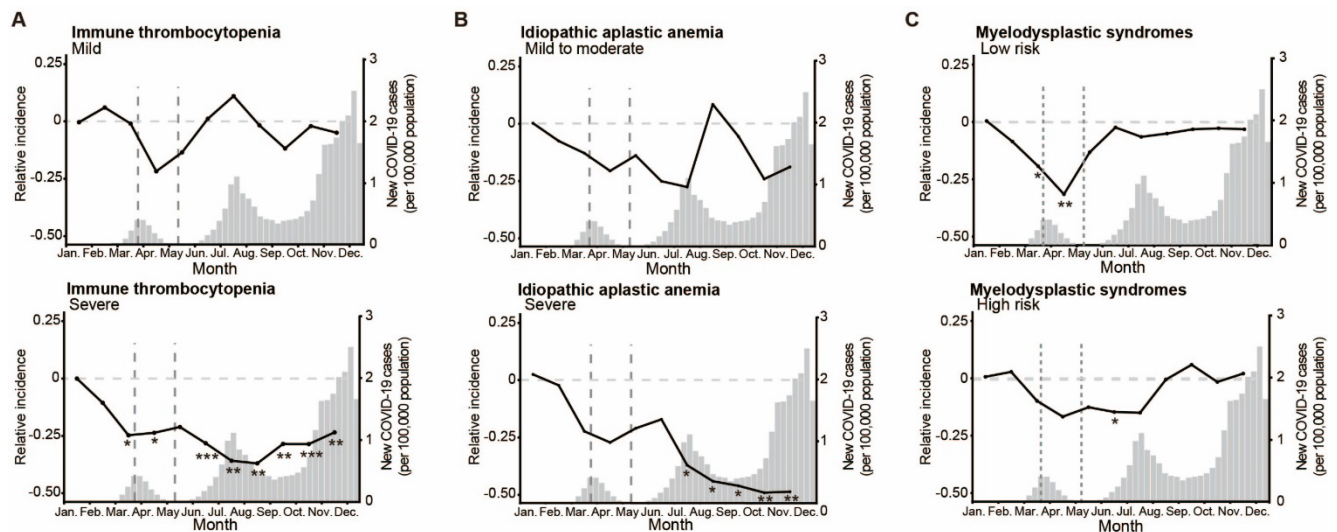 A
Immune thrombocytopenia
Mild
0.25
0
-0.25
-0.50
Relative incidence
3
2
1
0
New COVID-19 cases
(per 100,000 population)
Jan. Feb. Mar. Apr. May Jun. Jul. Aug. Sep. Oct. Nov. Dec.
Month
Immune thrombocytopenia
Severe
0.25
0
-0.25
-0.50
Relative incidence
* * *** ** ** ** *** **
3
2
1
0
New COVID-19 cases
(per 100,000 population)
Jan. Feb. Mar. Apr. May Jun. Jul. Aug. Sep. Oct. Nov. Dec.
Month
B
Idiopathic aplastic anemia
Mild to moderate
0.25
0
-0.25
-0.50
Relative incidence
3
2
1
0
New COVID-19 cases
(per 100,000 population)
Jan. Feb. Mar. Apr. May Jun. Jul. Aug. Sep. Oct. Nov. Dec.
Month
Idiopathic aplastic anemia
Severe
0.25
0
-0.25
-0.50
Relative incidence
* * * ** **
3
2
1
0
New COVID-19 cases
(per 100,000 population)
Jan. Feb. Mar. Apr. May Jun. Jul. Aug. Sep. Oct. Nov. Dec.
Month
C
Myelodysplastic syndromes
Low risk
0.25
0
-0.25
-0.50
Relative incidence
* **
3
2
1
0
New COVID-19 cases
(per 100,000 population)
Jan. Feb. Mar. Apr. May Jun. Jul. Aug. Sep. Oct. Nov. Dec.
Month
Myelodysplastic syndromes
High risk
0.25
0
-0.25
-0.50
Relative incidence
*
3
2
1
0
New COVID-19 cases
(per 100,000 population)
Jan. Feb. Mar. Apr. May Jun. Jul. Aug. Sep. Oct. Nov. Dec.
Month